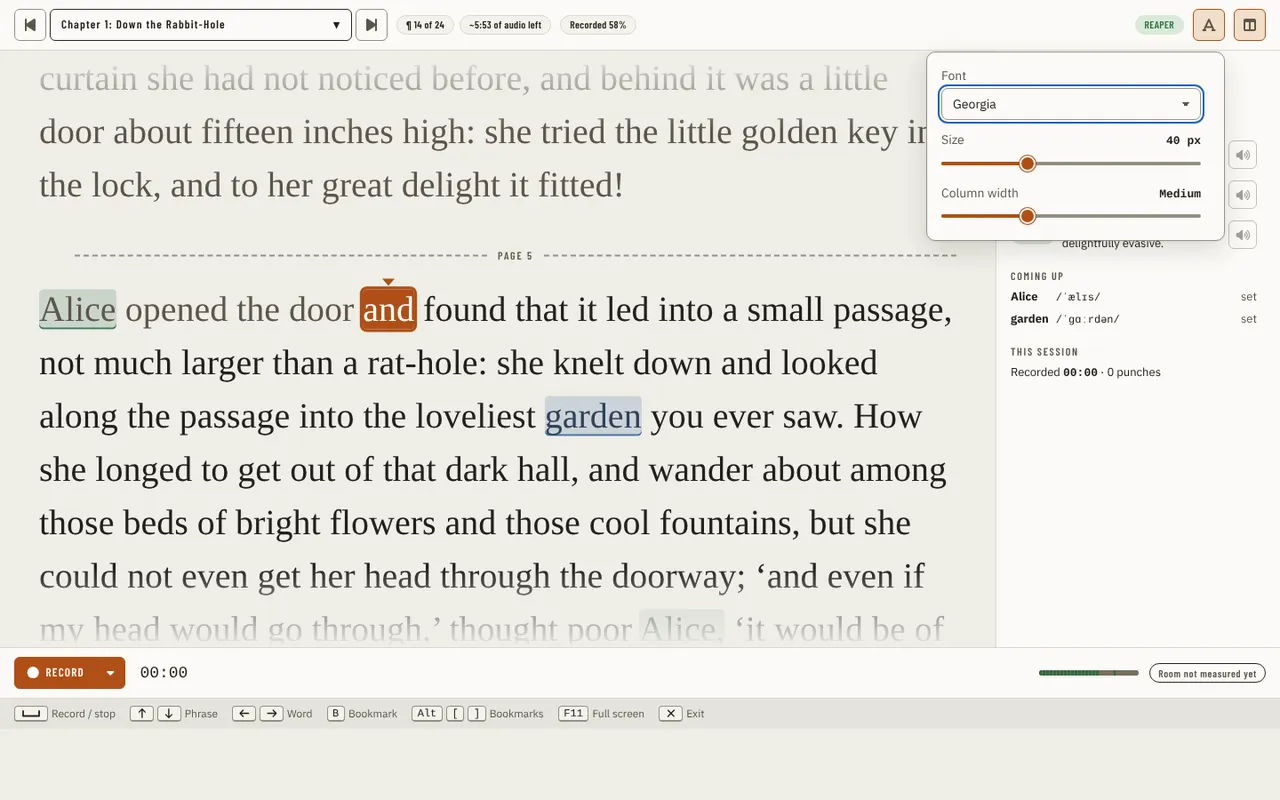 Chapter 1: Down the Rabbit-Hole
¶ 14 of 24
~5:53 of audio left
Recorded 58%
REAPER
A
curtain she had not noticed before, and behind it was a little
door about fifteen inches high: she tried the little golden key in
the lock, and to her great delight it fitted!
PAGE 5
Alice opened the door and found that it led into a small passage,
not much larger than a rat-hole: she knelt down and looked
along the passage into the loveliest garden you ever saw. How
she longed to get out of that dark hall, and wander about among
those beds of bright flowers and those cool fountains, but she
could not even get her head through the doorway; ‘and even if
my head would go through,’ thought poor Alice, ‘it would be of
Font
Georgia
Size 40 px
Column width Medium
delightfully evasive.
COMING UP
Alice /ˈælɪs/ set
garden /ˈɡɑːrdən/ set
THIS SESSION
Recorded 00:00 · 0 punches
RECORD 00:00
Room not measured yet
Record / stop
↑ ↓ Phrase
← → Word
B Bookmark
Alt [ ] Bookmarks
F11 Full screen
X Exit